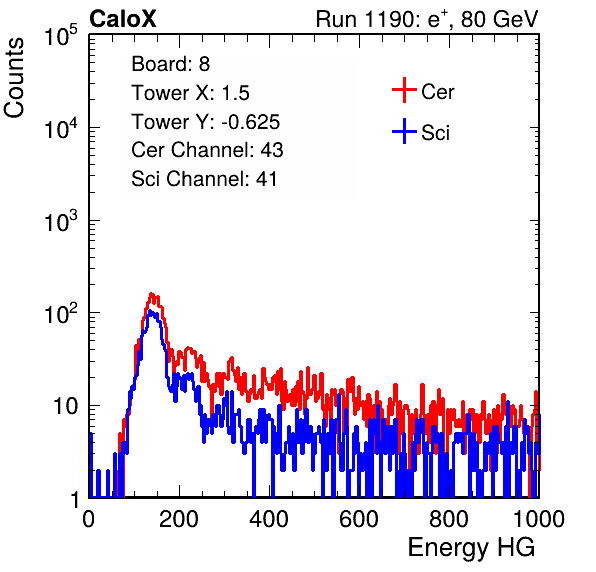 CaloX Run 1190: e⁺, 80 GeV
Counts
Board: 8
Tower X: 1.5
Tower Y: -0.625
Cer Channel: 43
Sci Channel: 41
Cer
Sci
10⁵
10⁴
10³
10²
10
1
0 200 400 600 800 1000
Energy HG